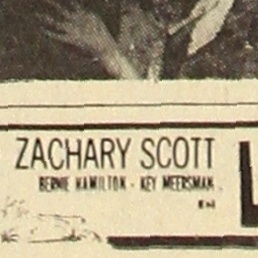 ZACHARY SCOTT
BERNIE HAMILTON · KEY MEERSMAN